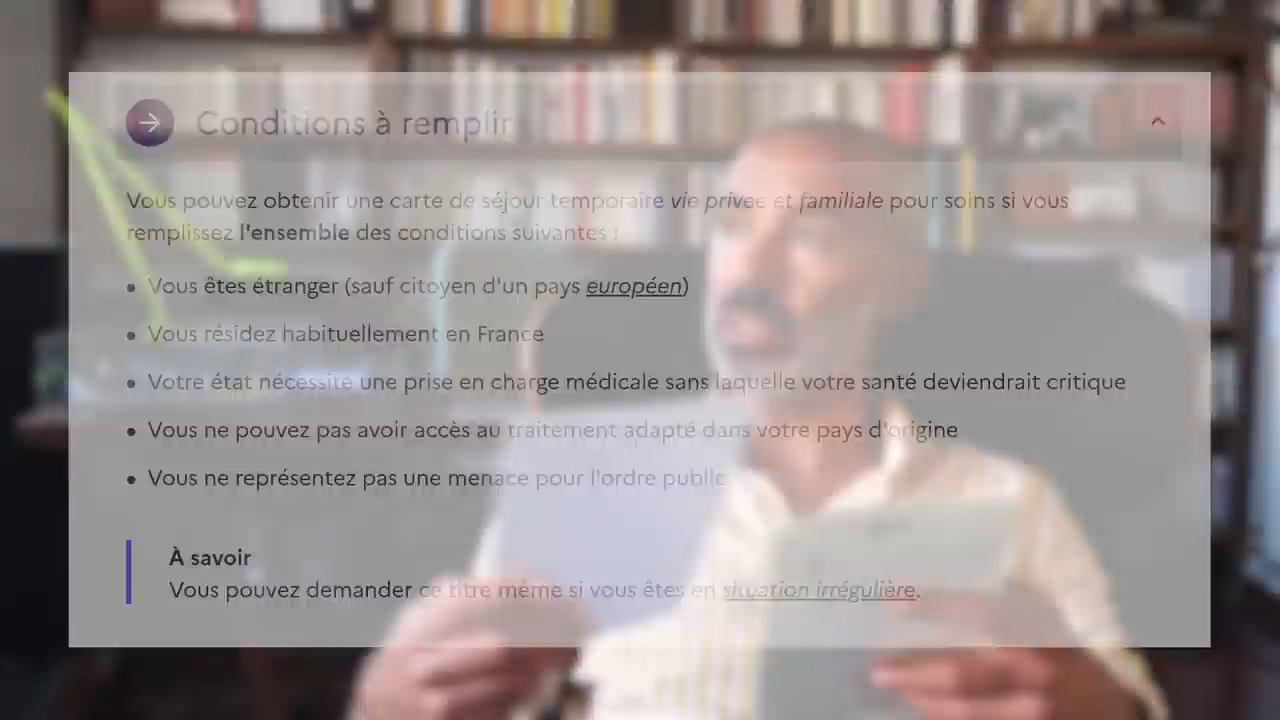 Conditions à remplir
Vous pouvez obtenir une carte de séjour temporaire vie privée et familiale pour soins si vous
remplissez l'ensemble des conditions suivantes :
• Vous êtes étranger (sauf citoyen d'un pays européen)
• Vous résidez habituellement en France
• Votre état nécessite une prise en charge médicale sans laquelle votre santé deviendrait critique
• Vous ne pouvez pas avoir accès au traitement adapté dans votre pays d'origine
• Vous ne représentez pas une menace pour l'ordre public
À savoir
Vous pouvez demander ce titre même si vous êtes en situation irrégulière.